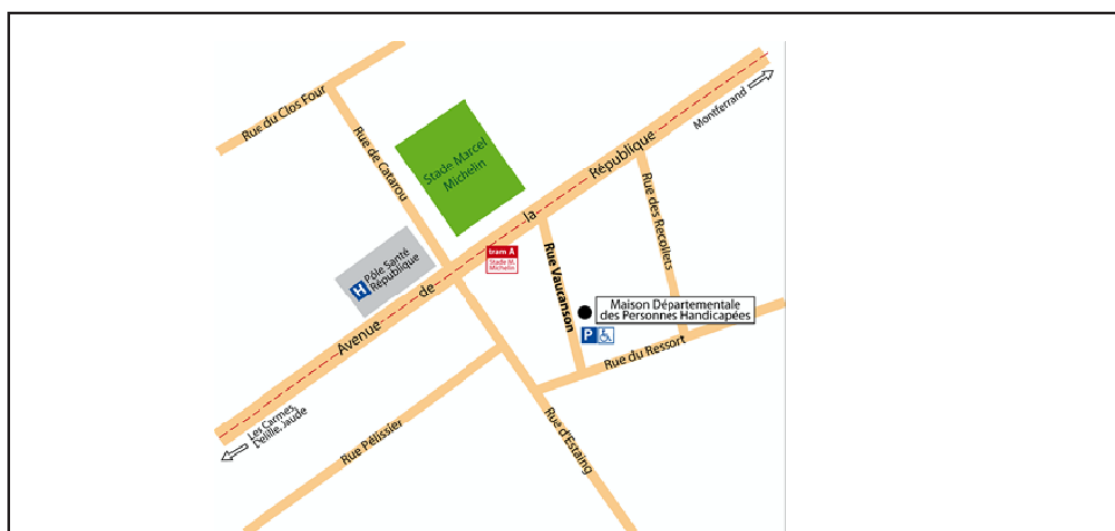 Rue du Clos Four
Rue de Catarou
Stade Marcel
Michelin
Montferrand
Avenue de la République
Rue des Recollets
tram A
Stade M.
Michelin
H
Pôle Santé
République
Rue Vaucanson
Maison Départementale
des Personnes Handicapées
P
Rue du Ressort
Les Carmes,
Delille, Jaude
Rue Pélissier
Rue d'Estaing